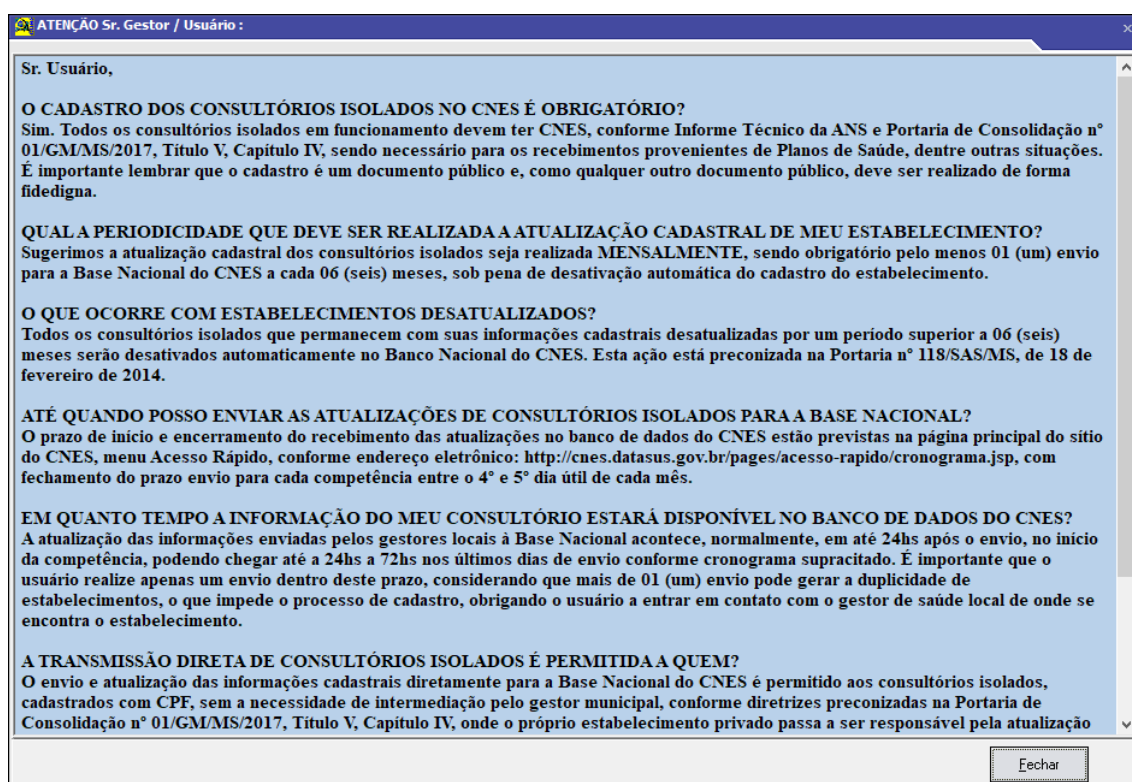 ATENÇÃO Sr. Gestor / Usuário :
Sr. Usuário,
O CADASTRO DOS CONSULTÓRIOS ISOLADOS NO CNES É OBRIGATÓRIO?
Sim. Todos os consultórios isolados em funcionamento devem ter CNES, conforme Informe Técnico da ANS e Portaria de Consolidação nº
01/GM/MS/2017, Título V, Capítulo IV, sendo necessário para os recebimentos provenientes de Planos de Saúde, dentre outras situações.
É importante lembrar que o cadastro é um documento público e, como qualquer outro documento público, deve ser realizado de forma
fidedigna.
QUAL A PERIODICIDADE QUE DEVE SER REALIZADA A ATUALIZAÇÃO CADASTRAL DE MEU ESTABELECIMENTO?
Sugerimos a atualização cadastral dos consultórios isolados seja realizada MENSALMENTE, sendo obrigatório pelo menos 01 (um) envio
para a Base Nacional do CNES a cada 06 (seis) meses, sob pena de desativação automática do cadastro do estabelecimento.
O QUE OCORRE COM ESTABELECIMENTOS DESATUALIZADOS?
Todos os consultórios isolados que permanecem com suas informações cadastrais desatualizadas por um período superior a 06 (seis)
meses serão desativados automaticamente no Banco Nacional do CNES. Esta ação está preconizada na Portaria nº 118/SAS/MS, de 18 de
fevereiro de 2014.
ATÉ QUANDO POSSO ENVIAR AS ATUALIZAÇÕES DE CONSULTÓRIOS ISOLADOS PARA A BASE NACIONAL?
O prazo de início e encerramento do recebimento das atualizações no banco de dados do CNES estão previstas na página principal do sítio
do CNES, menu Acesso Rápido, conforme endereço eletrônico: http://cnes.datasus.gov.br/pages/acesso-rapido/cronograma.jsp, com
fechamento do prazo envio para cada competência entre o 4° e 5° dia útil de cada mês.
EM QUANTO TEMPO A INFORMAÇÃO DO MEU CONSULTÓRIO ESTARÁ DISPONÍVEL NO BANCO DE DADOS DO CNES?
A atualização das informações enviadas pelos gestores locais à Base Nacional acontece, normalmente, em até 24hs após o envio, no início
da competência, podendo chegar até a 24hs a 72hs nos últimos dias de envio conforme cronograma supracitado. É importante que o
usuário realize apenas um envio dentro deste prazo, considerando que mais de 01 (um) envio pode gerar a duplicidade de
estabelecimentos, o que impede o processo de cadastro, obrigando o usuário a entrar em contato com o gestor de saúde local de onde se
encontra o estabelecimento.
A TRANSMISSÃO DIRETA DE CONSULTÓRIOS ISOLADOS É PERMITIDA A QUEM?
O envio e atualização das informações cadastrais diretamente para a Base Nacional do CNES é permitido aos consultórios isolados,
cadastrados com CPF, sem a necessidade de intermediação pelo gestor municipal, conforme diretrizes preconizadas na Portaria de
Consolidação nº 01/GM/MS/2017, Título V, Capítulo IV, onde o próprio estabelecimento privado passa a ser responsável pela atualização
Fechar